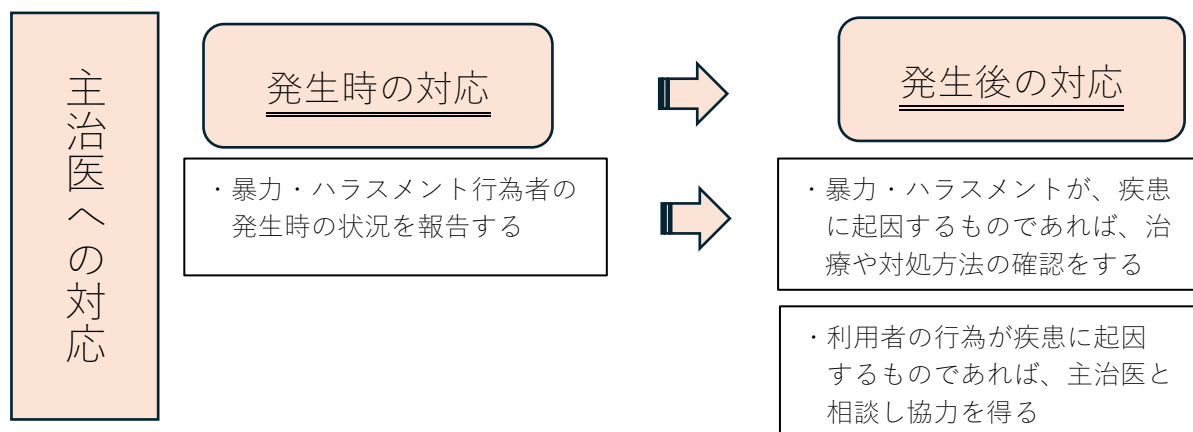 主治医への対応
発生時の対応
発生後の対応
・暴力・ハラスメント行為者の
発生時の状況を報告する
・暴力・ハラスメントが、疾患
に起因するものであれば、治
療や対処方法の確認をする
・利用者の行為が疾患に起因
するものであれば、主治医と
相談し協力を得る